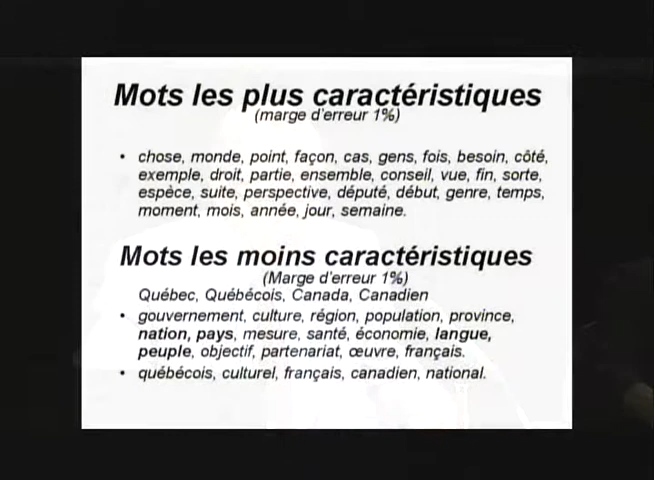 Mots les plus caractéristiques
(marge d'erreur 1%)
• chose, monde, point, façon, cas, gens, fois, besoin, côté,
exemple, droit, partie, ensemble, conseil, vue, fin, sorte,
espèce, suite, perspective, député, début, genre, temps,
moment, mois, année, jour, semaine.
Mots les moins caractéristiques
(Marge d'erreur 1%)
Québec, Québécois, Canada, Canadien
• gouvernement, culture, région, population, province,
nation, pays, mesure, santé, économie, langue,
peuple, objectif, partenariat, œuvre, français.
• québécois, culturel, français, canadien, national.